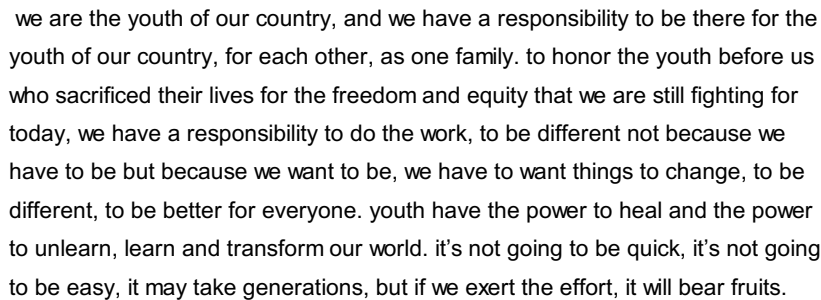 we are the youth of our country, and we have a responsibility to be there for the
youth of our country, for each other, as one family. to honor the youth before us
who sacrificed their lives for the freedom and equity that we are still fighting for
today, we have a responsibility to do the work, to be different not because we
have to be but because we want to be, we have to want things to change, to be
different, to be better for everyone. youth have the power to heal and the power
to unlearn, learn and transform our world. it's not going to be quick, it's not going
to be easy, it may take generations, but if we exert the effort, it will bear fruits.